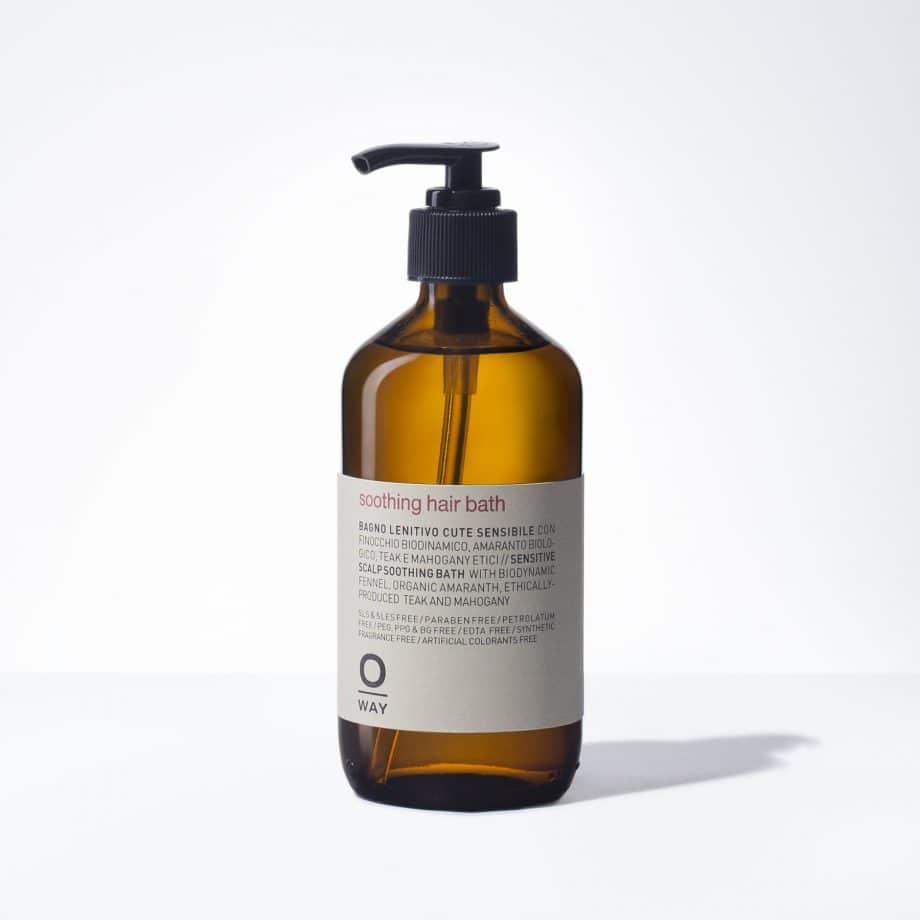 soothing hair bath
BAGNO LENITIVO CUTE SENSIBILE CON
FINOCCHIO BIODINAMICO, AMARANTO BIOLO-
GICO, TEAK E MAHOGANY ETICI // SENSITIVE
SCALP SOOTHING BATH WITH BIODYNAMIC
FENNEL, ORGANIC AMARANTH, ETHICALLY-
PRODUCED TEAK AND MAHOGANY
SLS & SLES FREE / PARABEN FREE / PETROLATUM
FREE / PEG, PPG & BG FREE / EDTA FREE / SYNTHETIC
FRAGRANCE FREE / ARTIFICIAL COLORANTS FREE
O
WAY